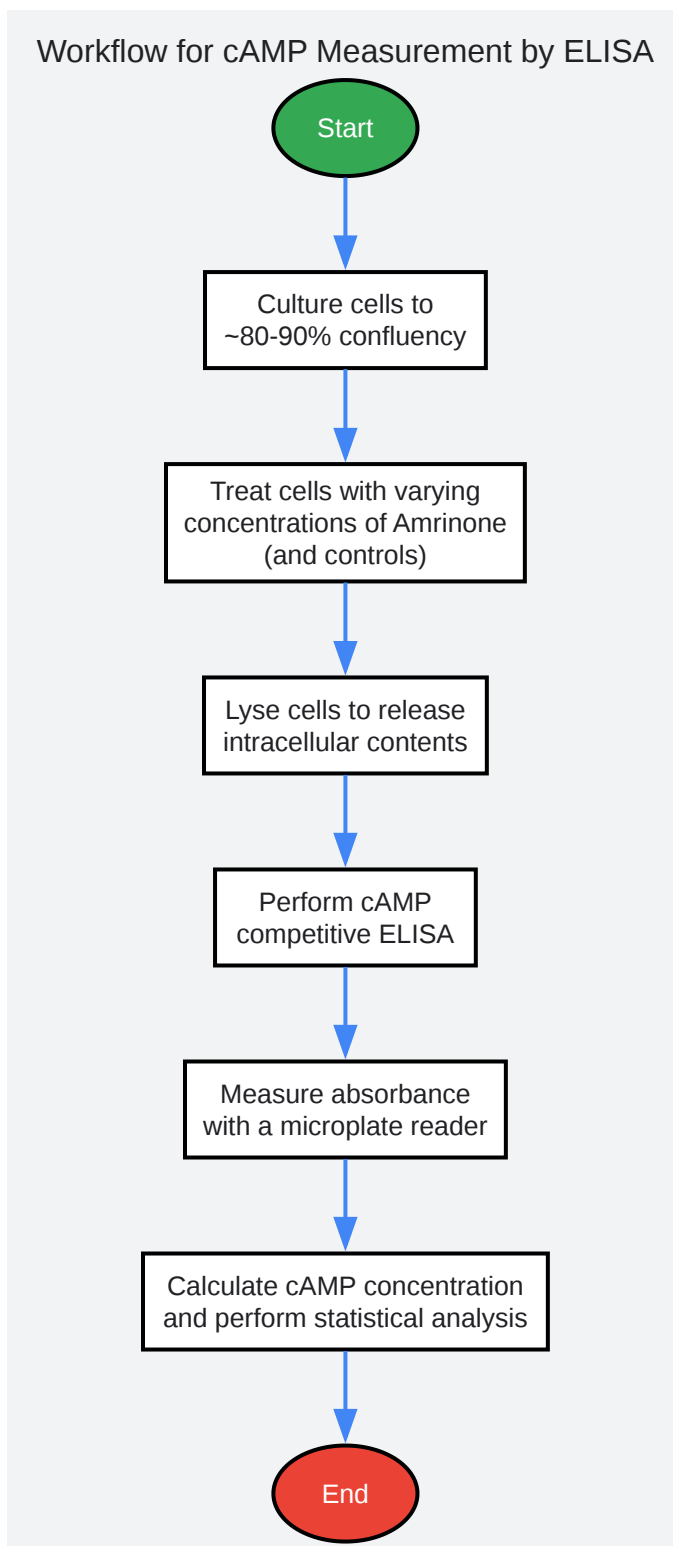 Workflow for cAMP Measurement by ELISA
Start
Culture cells to
~80-90% confluency
Treat cells with varying
concentrations of Amrinone
(and controls)
Lyse cells to release
intracellular contents
Perform cAMP
competitive ELISA
Measure absorbance
with a microplate reader
Calculate cAMP concentration
and perform statistical analysis
End